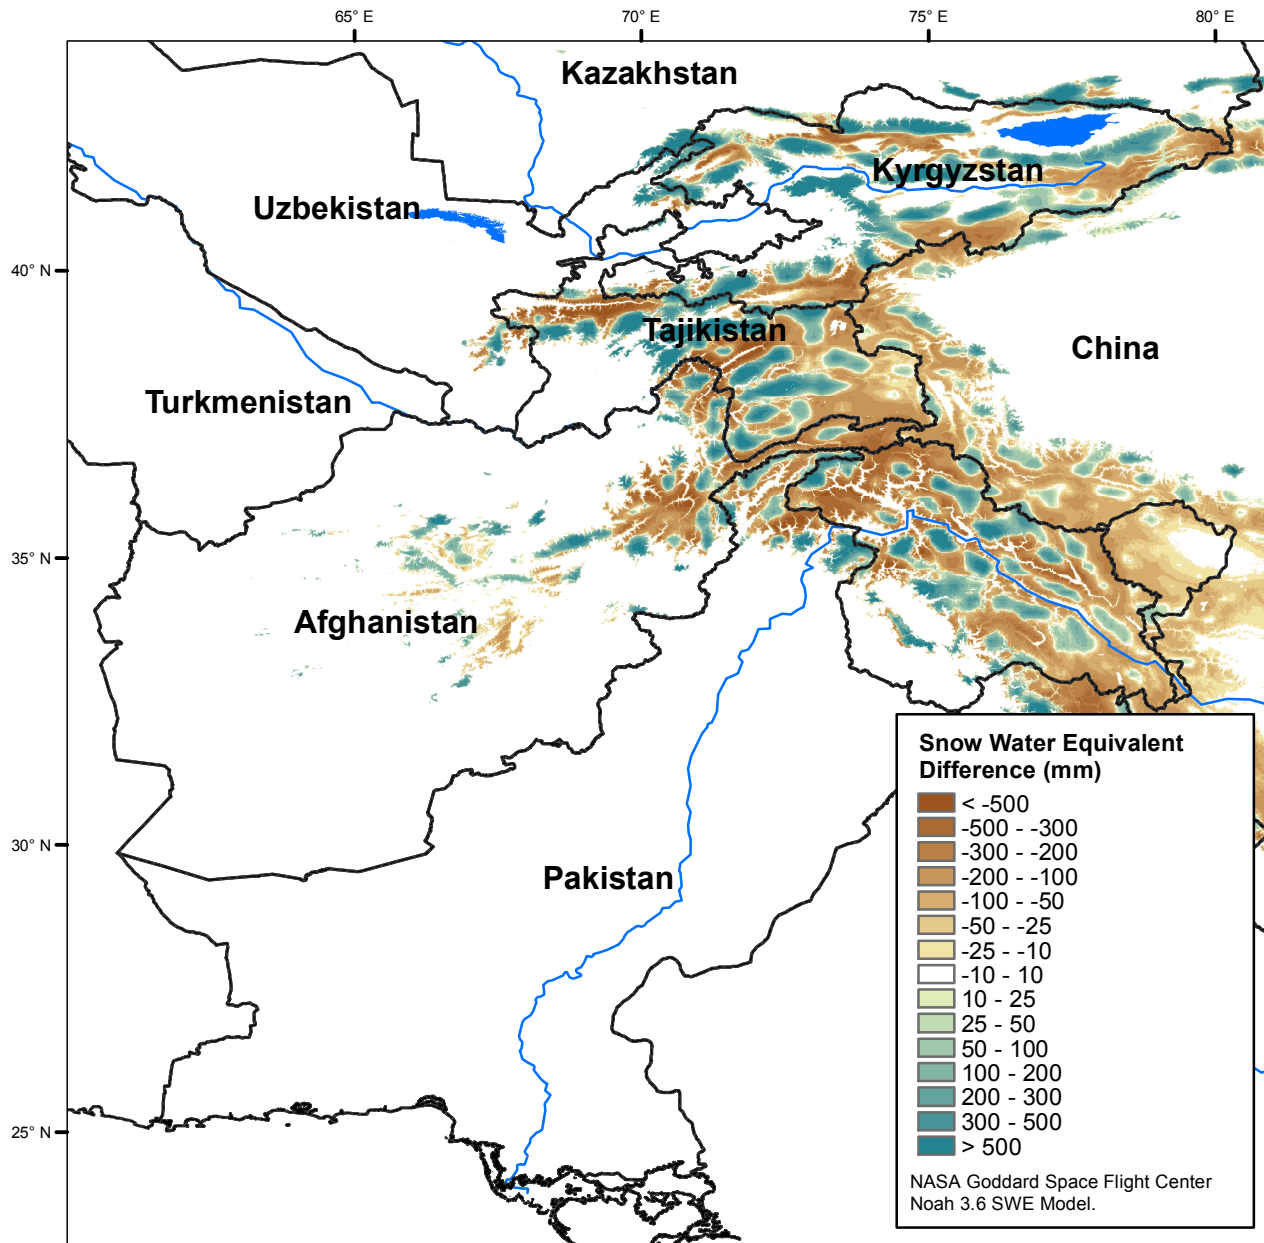 65° E
70° E
75° E
80° E
Kazakhstan
Kyrgyzstan
Uzbekistan
40° N
Tajikistan
China
Turkmenistan
35° N
Afghanistan
30° N
Pakistan
25° N
Snow Water Equivalent
Difference (mm)
< -500
-500 - -300
-300 - -200
-200 - -100
-100 - -50
-50 - -25
-25 - -10
-10 - 10
10 - 25
25 - 50
50 - 100
100 - 200
200 - 300
300 - 500
> 500
NASA Goddard Space Flight Center
Noah 3.6 SWE Model.